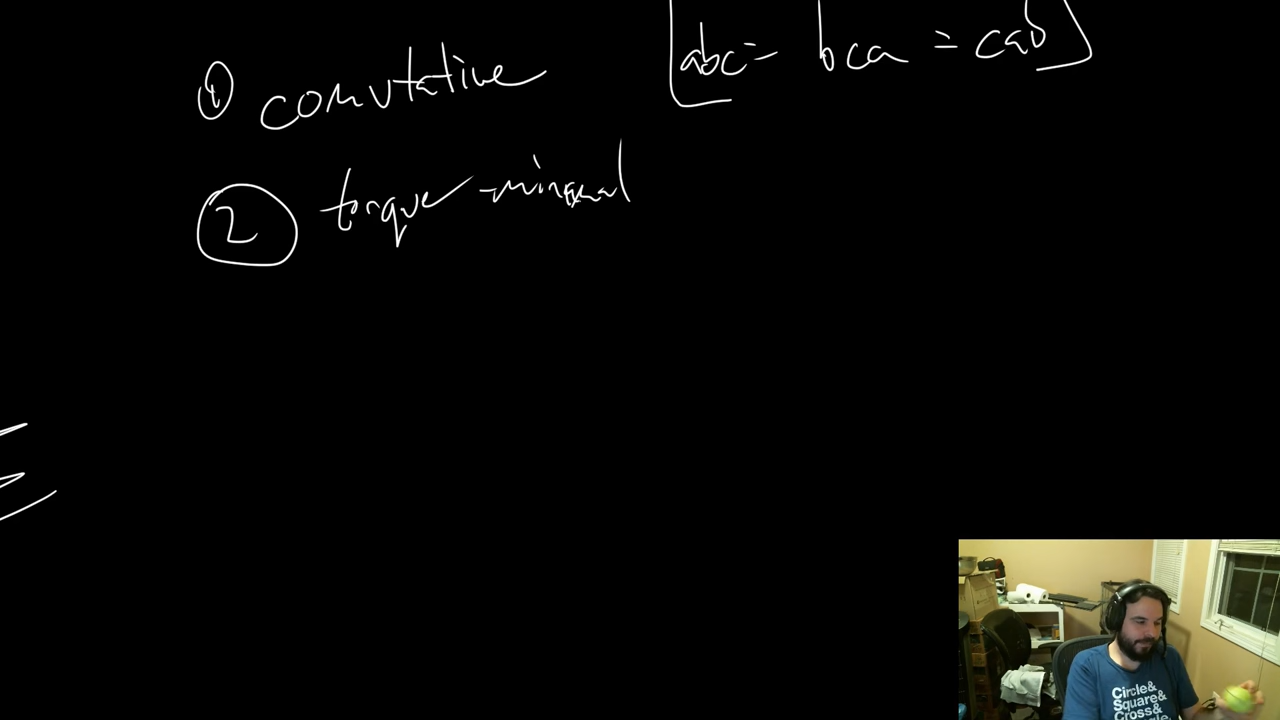 ① comutative [abc= bca = cab]
② torque-minimal
Circle&
Square&
Cross&